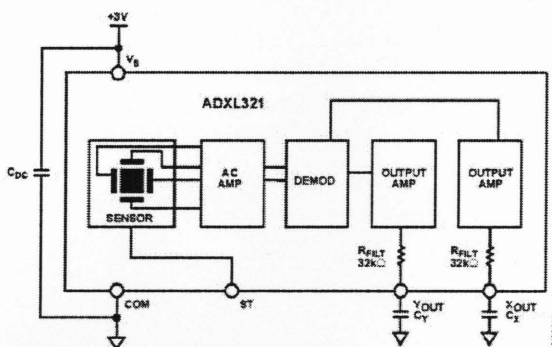 +3V
VS
ADXL321
CDC
SENSOR
AC
AMP
DEMOD
OUTPUT
AMP
OUTPUT
AMP
RFILT
32kΩ
RFILT
32kΩ
COM
ST
YOUT
CY
XOUT
CX